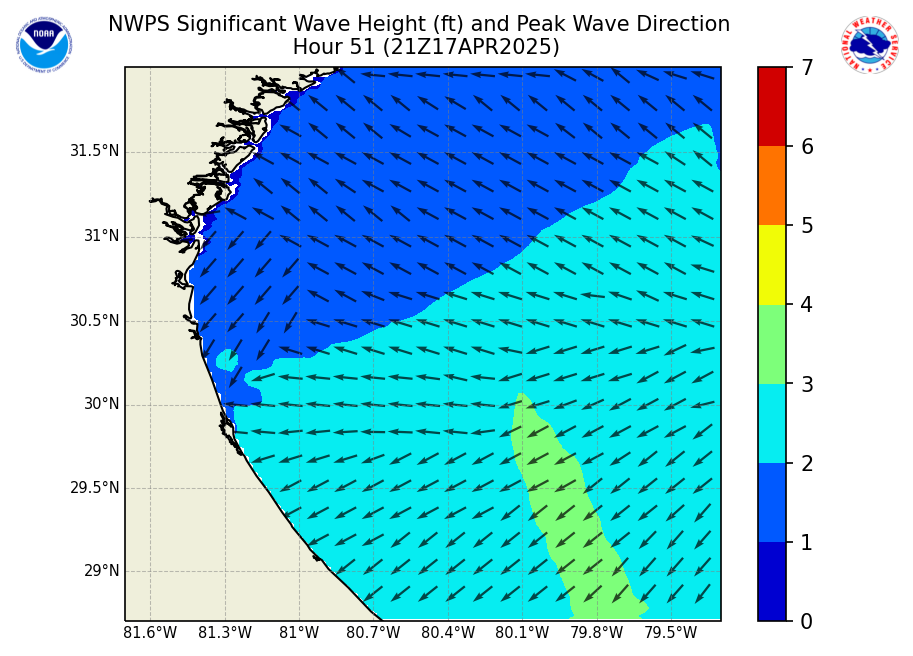 NWPS Significant Wave Height (ft) and Peak Wave Direction
Hour 51 (21Z17APR2025)
NOAA
NATIONAL WEATHER SERVICE
31.5°N
31°N
30.5°N
30°N
29.5°N
29°N
81.6°W 81.3°W 81°W 80.7°W 80.4°W 80.1°W 79.8°W 79.5°W
7
6
5
4
3
2
1
0